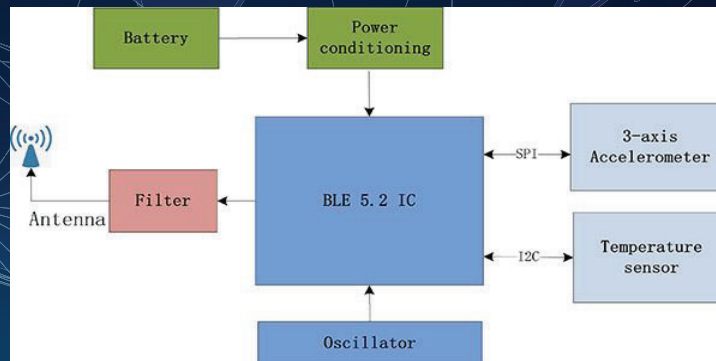 Battery
Power
conditioning
3-axis
Accelerometer
SPI
BLE 5.2 IC
Filter
Antenna
I2C
Temperature
sensor
Oscillator